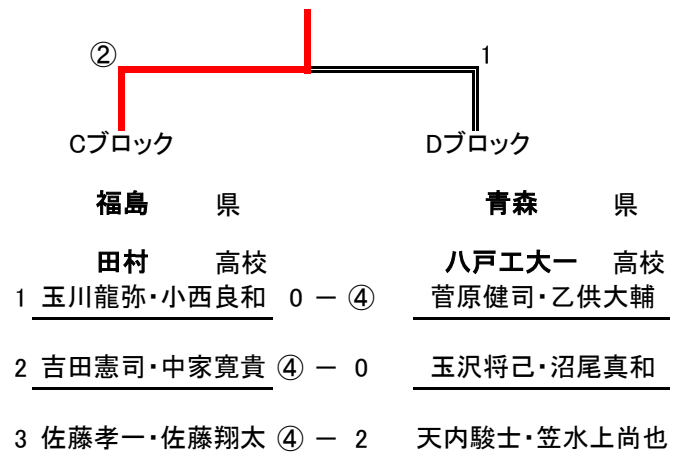 ② 1
Cブロック Dブロック
福島 県 青森 県
田村 高校 八戸工大一 高校
1 玉川龍弥・小西良和 0 － ④ 菅原健司・乙供大輔
2 吉田憲司・中家寛貴 ④ － 0 玉沢将己・沼尾真和
3 佐藤孝一・佐藤翔太 ④ － 2 天内駿士・笠水上尚也